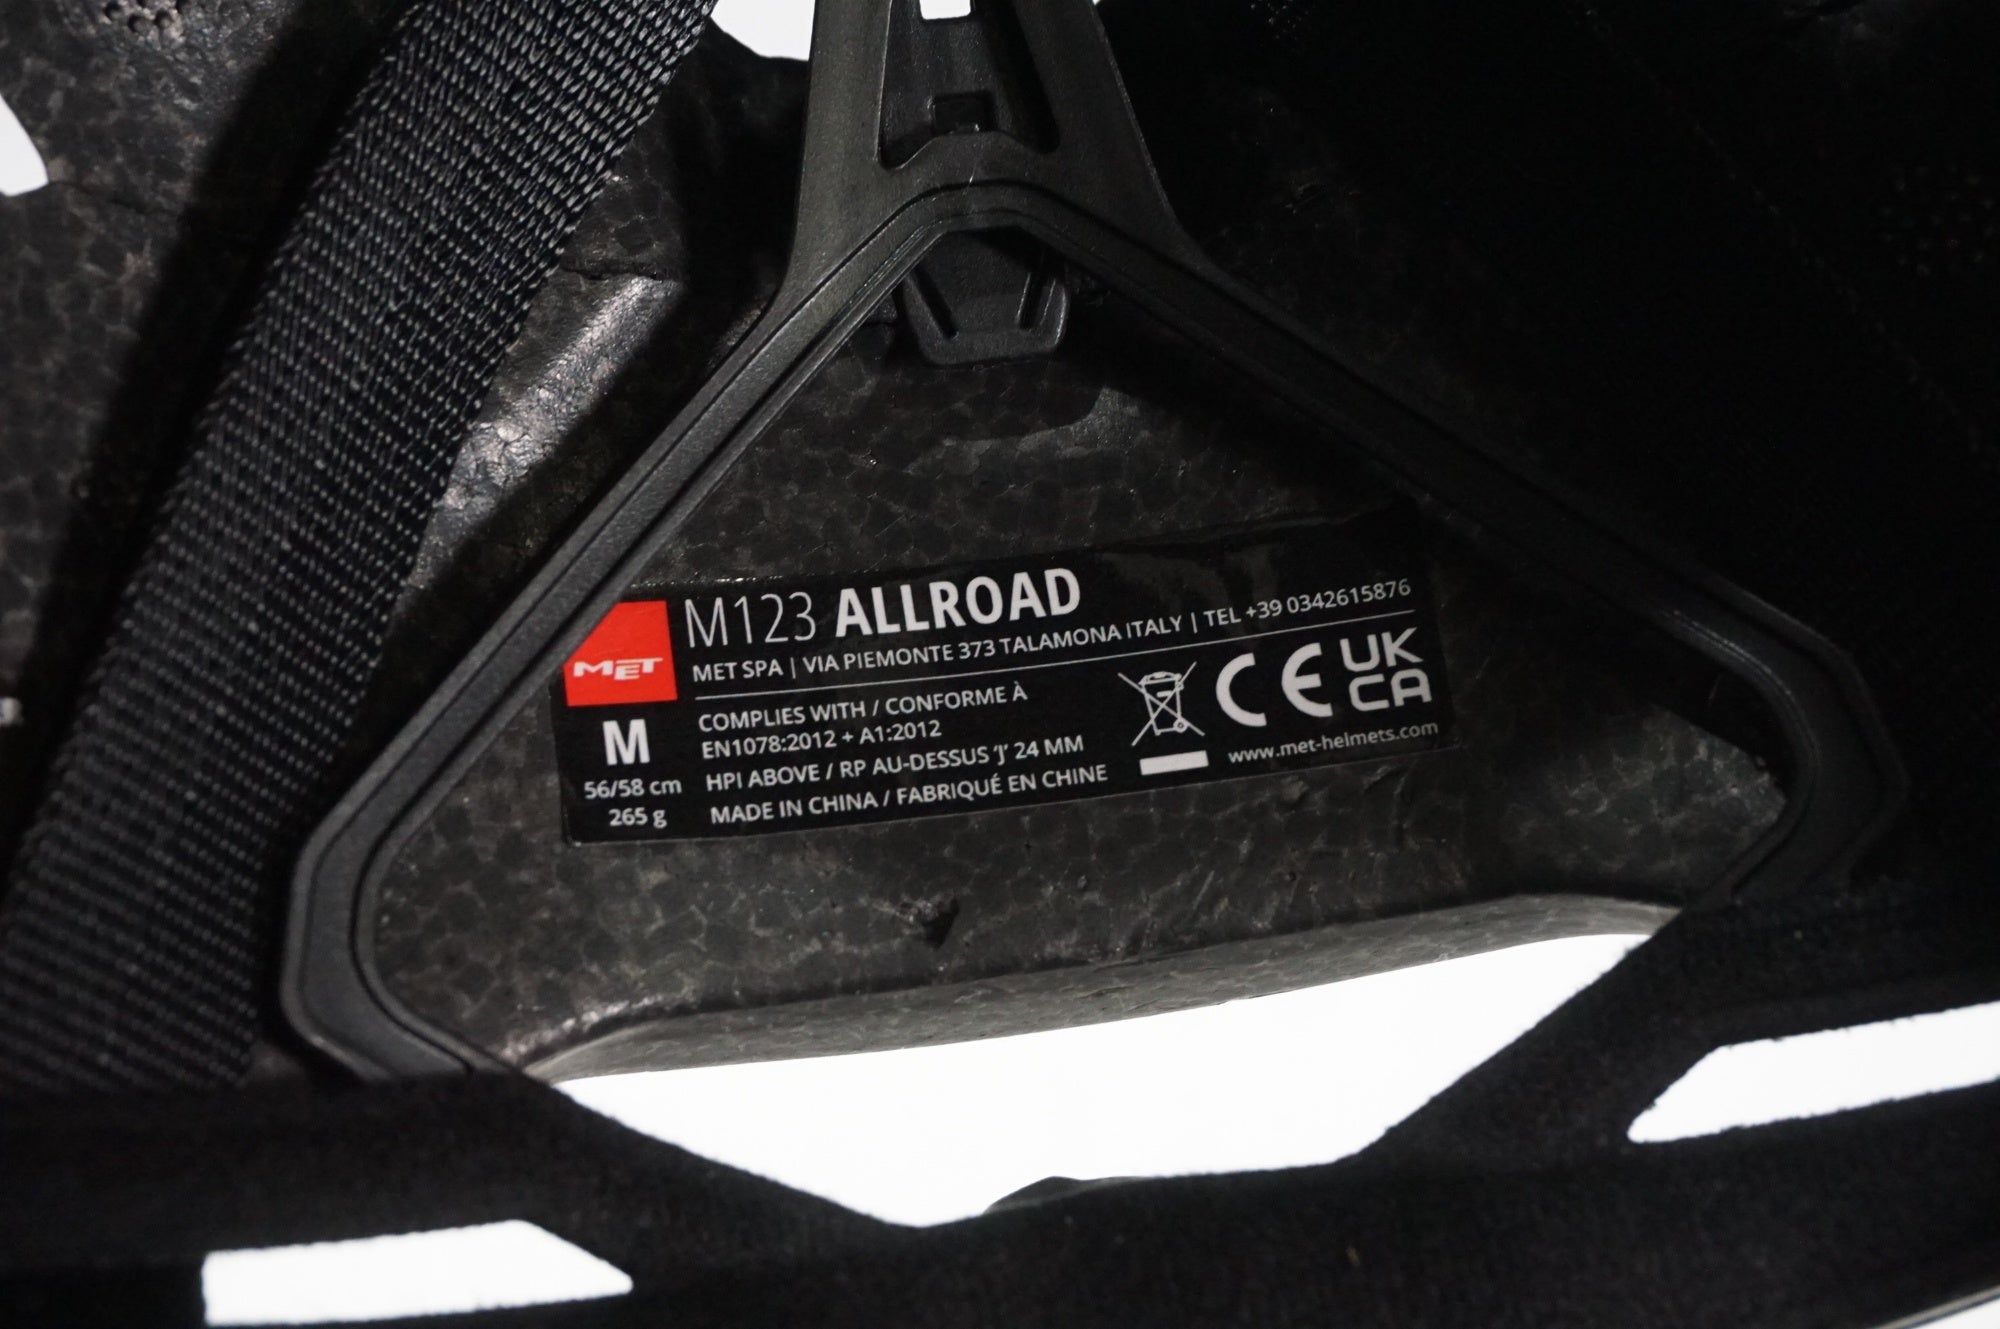 M123 ALLROAD
MET SPA | VIA PIEMONTE 373 TALAMONA ITALY | TEL +39 0342615876
MET
M
56/58 cm
265 g
COMPLIES WITH / CONFORME À
EN1078:2012 + A1:2012
HPI ABOVE / RP AU-DESSUS 'J' 24 MM
MADE IN CHINA / FABRIQUÉ EN CHINE
CE
UK
CA
www.met-helmets.com